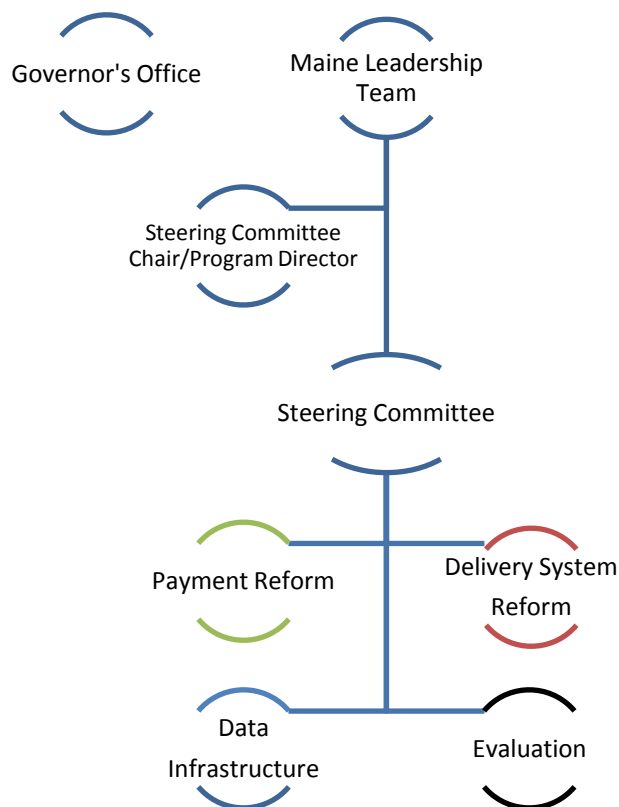 Governor's Office
Maine Leadership
Team
Steering Committee
Chair/Program Director
Steering Committee
Payment Reform
Delivery System
Reform
Data
Infrastructure
Evaluation